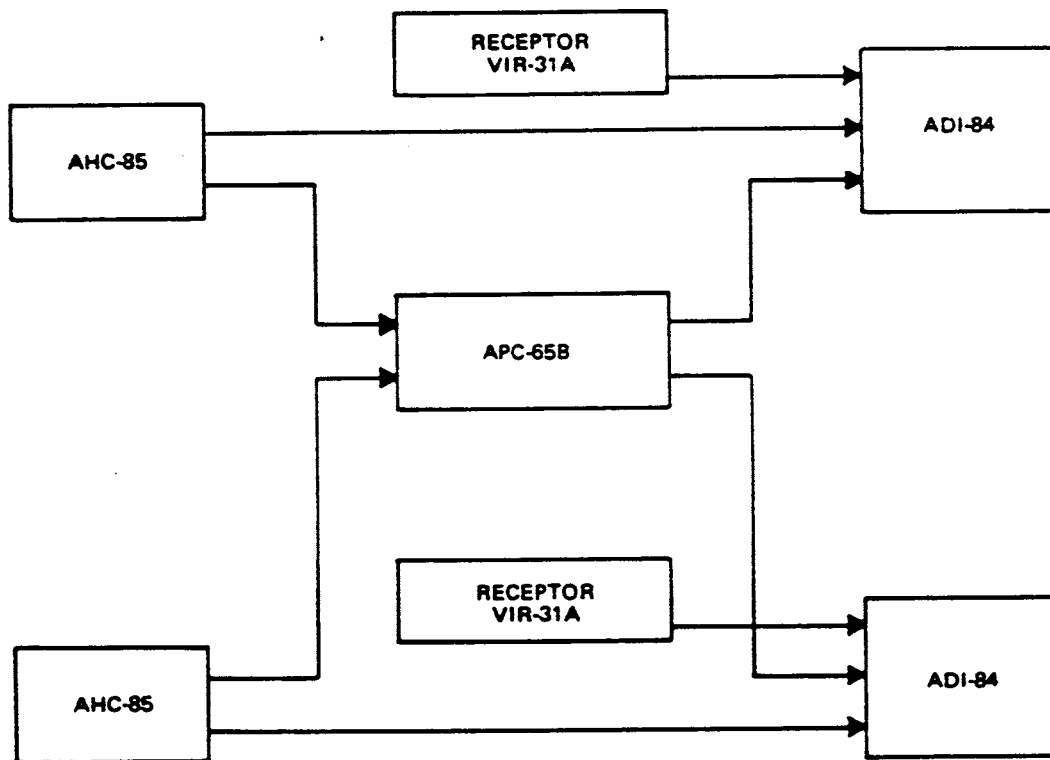 RECEPTOR
VIR-31A
ADI-84
AHC-85
APC-65B
RECEPTOR
VIR-31A
ADI-84
AHC-85